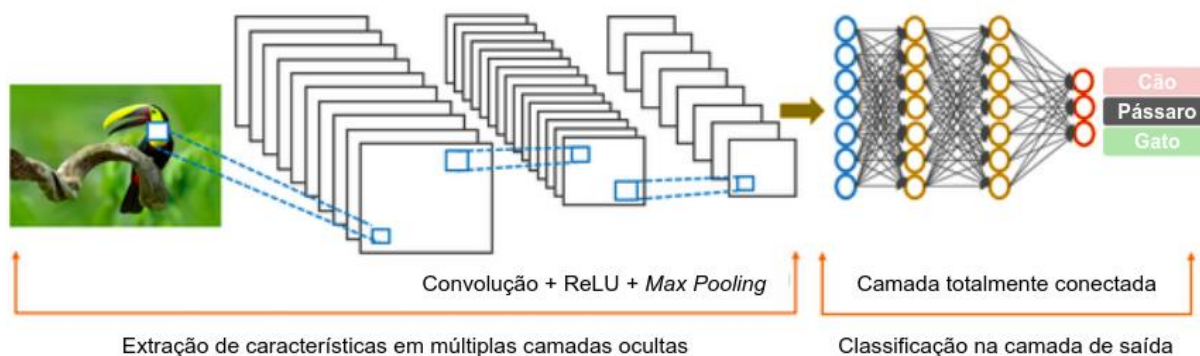 Cão
Pássaro
Gato
Convolução + ReLU + Max Pooling
Camada totalmente conectada
Extração de características em múltiplas camadas ocultas
Classificação na camada de saída